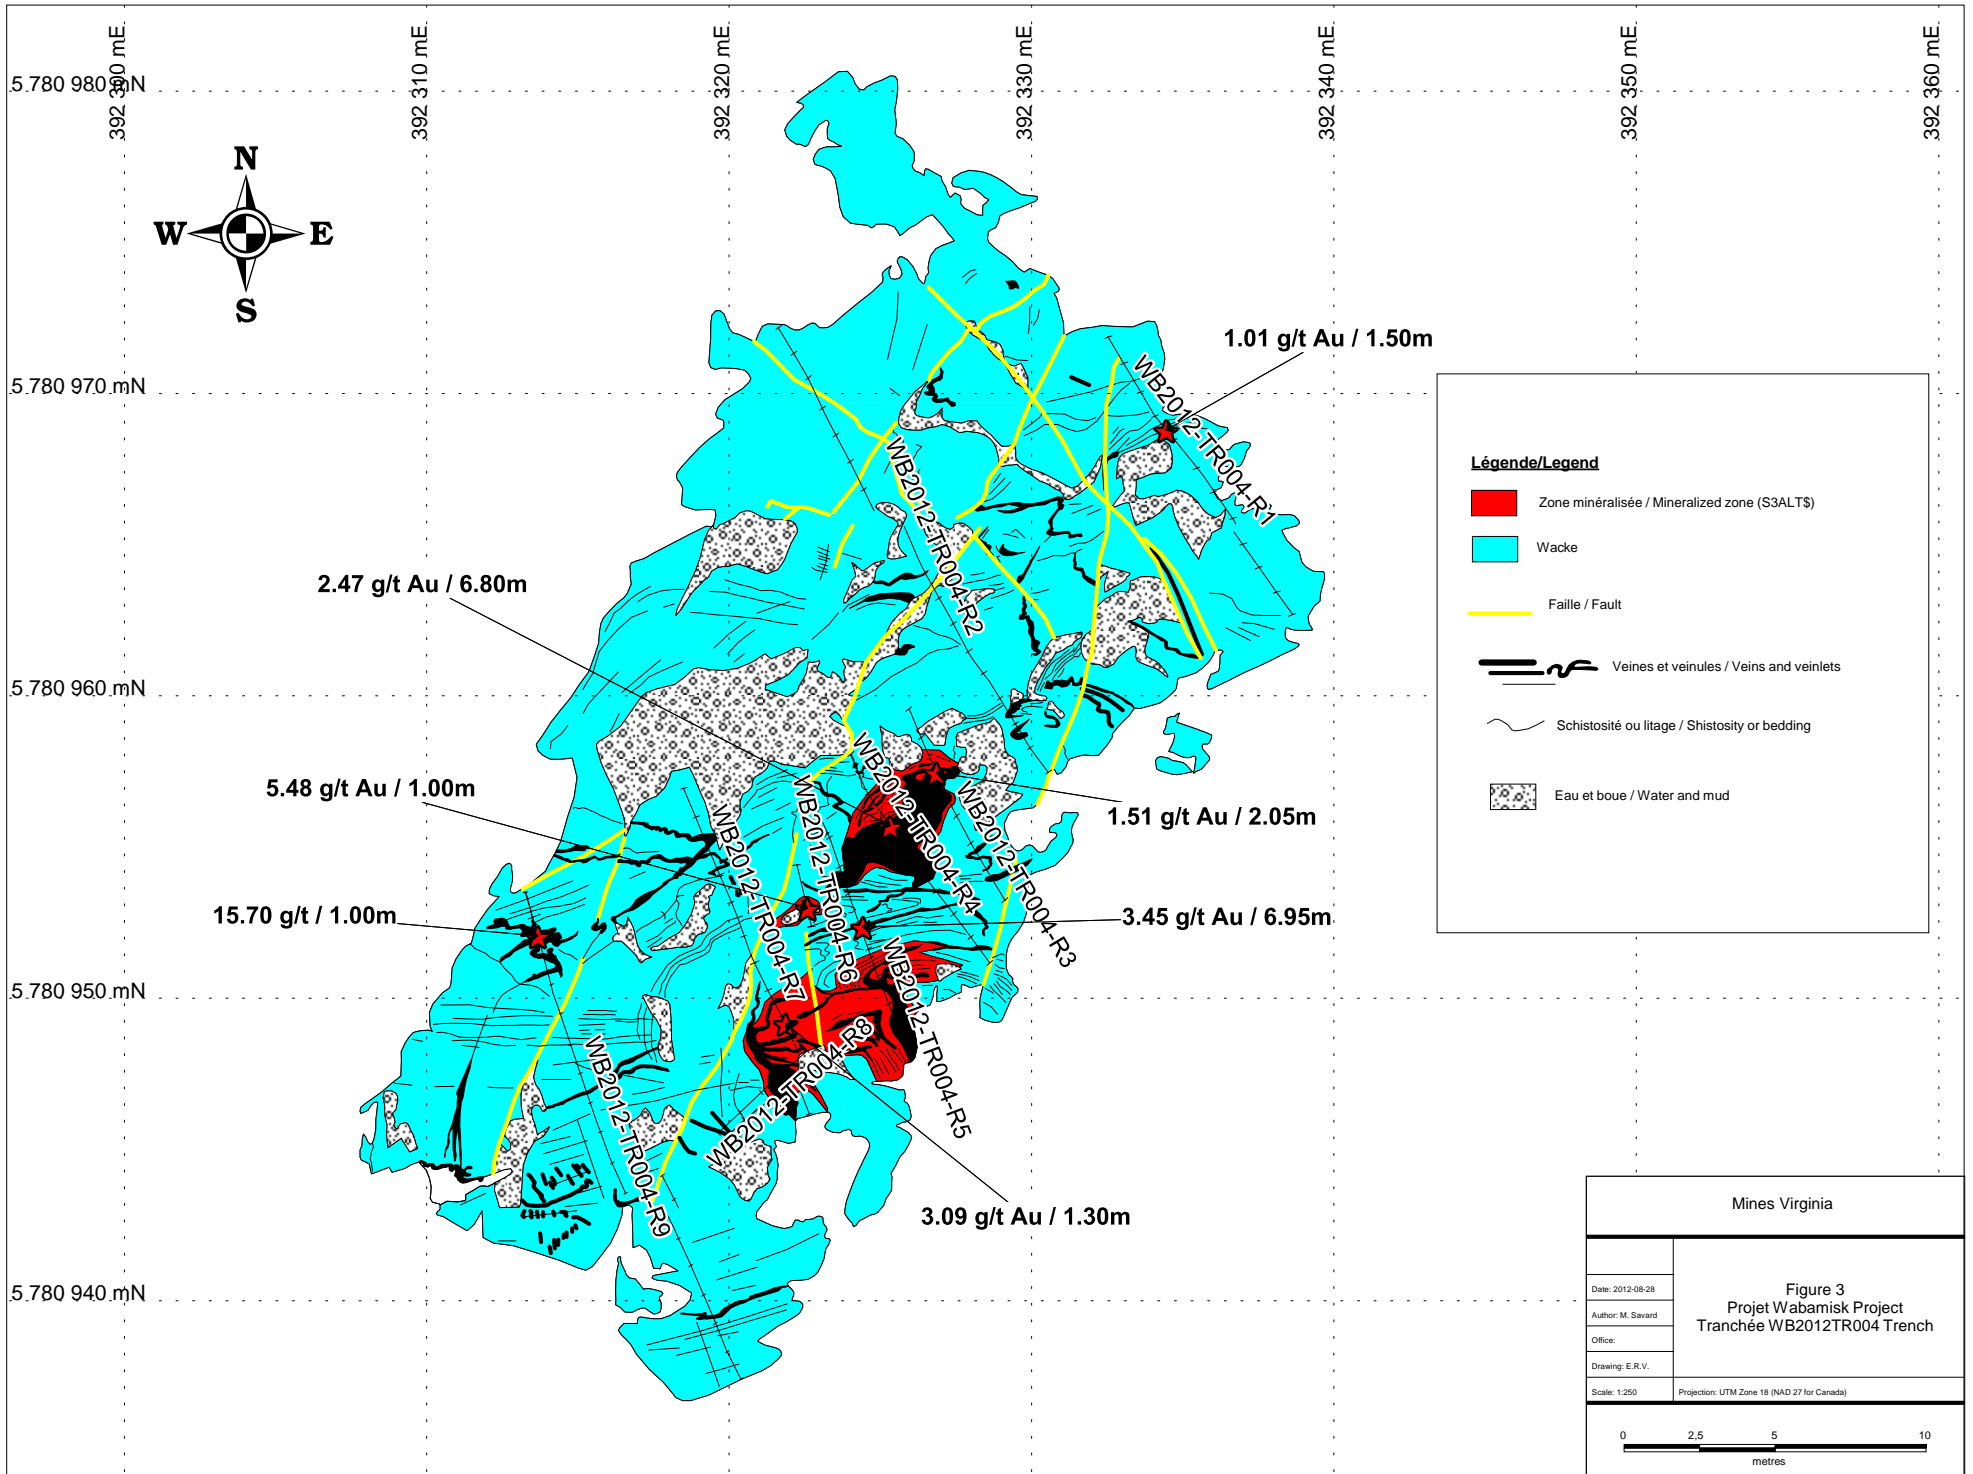 392 300 mE
392 310 mE
392 320 mE
392 330 mE
392 340 mE
392 350 mE
392 360 mE
5 780 980 mN
5 780 970 mN
5 780 960 mN
5 780 950 mN
5 780 940 mN
N
W E
S
1.01 g/t Au / 1.50m
2.47 g/t Au / 6.80m
5.48 g/t Au / 1.00m
15.70 g/t / 1.00m
1.51 g/t Au / 2.05m
3.45 g/t Au / 6.95m
3.09 g/t Au / 1.30m
WB2012-TR004-R1
WB2012-TR004-R2
WB2012-TR004-R3
WB2012-TR004-R4
WB2012-TR004-R5
WB2012-TR004-R6
WB2012-TR004-R7
WB2012-TR004-R8
WB2012-TR004-R9
Légende/Legend
Zone minéralisée / Mineralized zone (S3ALT$)
Wacke
Faille / Fault
Veines et veinules / Veins and veinlets
Schistosité ou litage / Shistosity or bedding
Eau et boue / Water and mud
Mines Virginia
Date: 2012-08-28
Author: M. Savard
Office:
Drawing: E.R.V.
Scale: 1:250
Figure 3
Projet Wabamisk Project
Tranchée WB2012TR004 Trench
Projection: UTM Zone 18 (NAD 27 for Canada)
0 2,5 5 10
metres